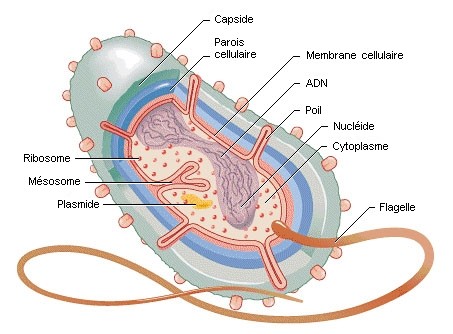 Capside
Parois
cellulaire
Membrane cellulaire
ADN
Poil
Nucléide
Cytoplasme
Ribosome
Mésosome
Plasmide
Flagelle